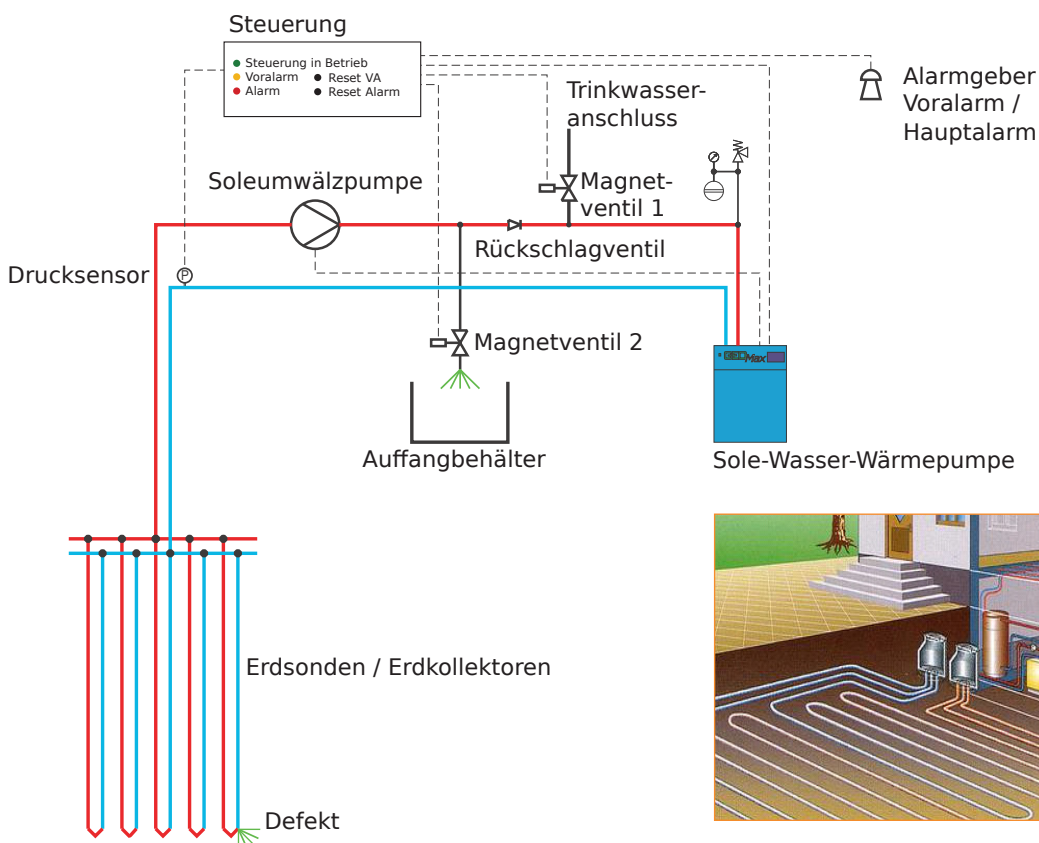 Steuerung
Steuerung in Betrieb
Voralarm
Reset VA
Alarm
Reset Alarm
Alarmgeber
Voralarm /
Hauptalarm
Trinkwasser-
anschluss
Soleumwälzpumpe
Magnet-
ventil 1
Rückschlagventil
Drucksensor
P
Magnetventil 2
Max
Auffangbehälter
Sole-Wasser-Wärmepumpe
Erdsonden / Erdkollektoren
Defekt